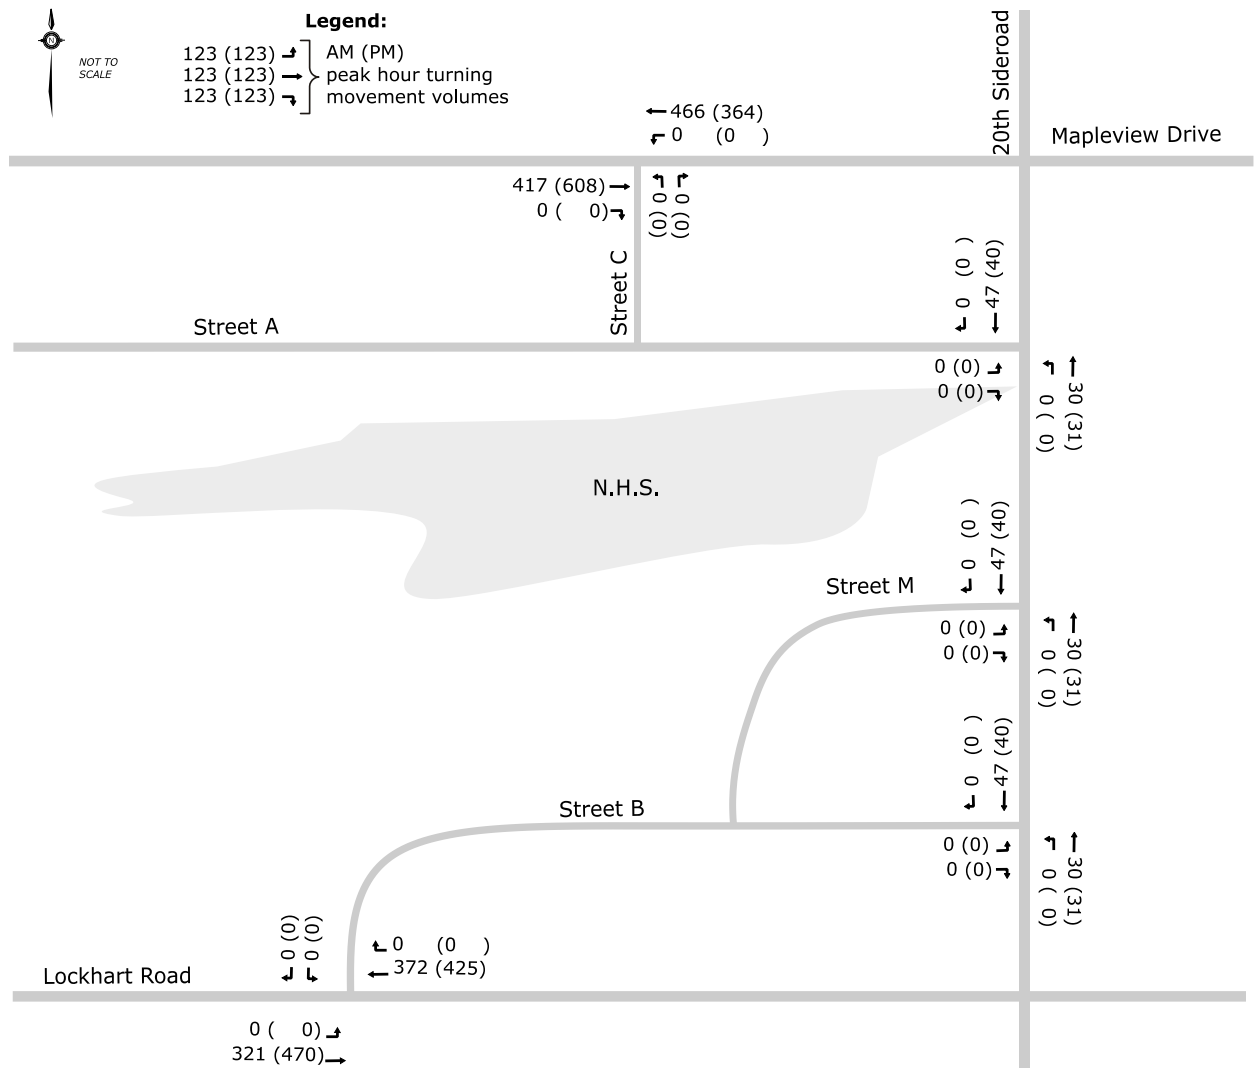 Legend:
N
NOT TO
SCALE
123 (123)
AM (PM)
123 (123)
peak hour turning
123 (123)
movement volumes
20th Sideroad
466 (364)
0 (0 )
Mapleview Drive
417 (608)
0 ( 0)
0 (0)
0 (0)
Street C
0 (0 )
47 (40)
Street A
0 (0)
0 (0)
0 ( 0)
30 (31)
N.H.S.
0 (0 )
47 (40)
Street M
0 (0)
0 (0)
0 ( 0)
30 (31)
0 (0 )
47 (40)
Street B
0 (0)
0 (0)
0 ( 0)
30 (31)
0 (0)
0 (0)
0 (0 )
372 (425)
Lockhart Road
0 ( 0)
321 (470)